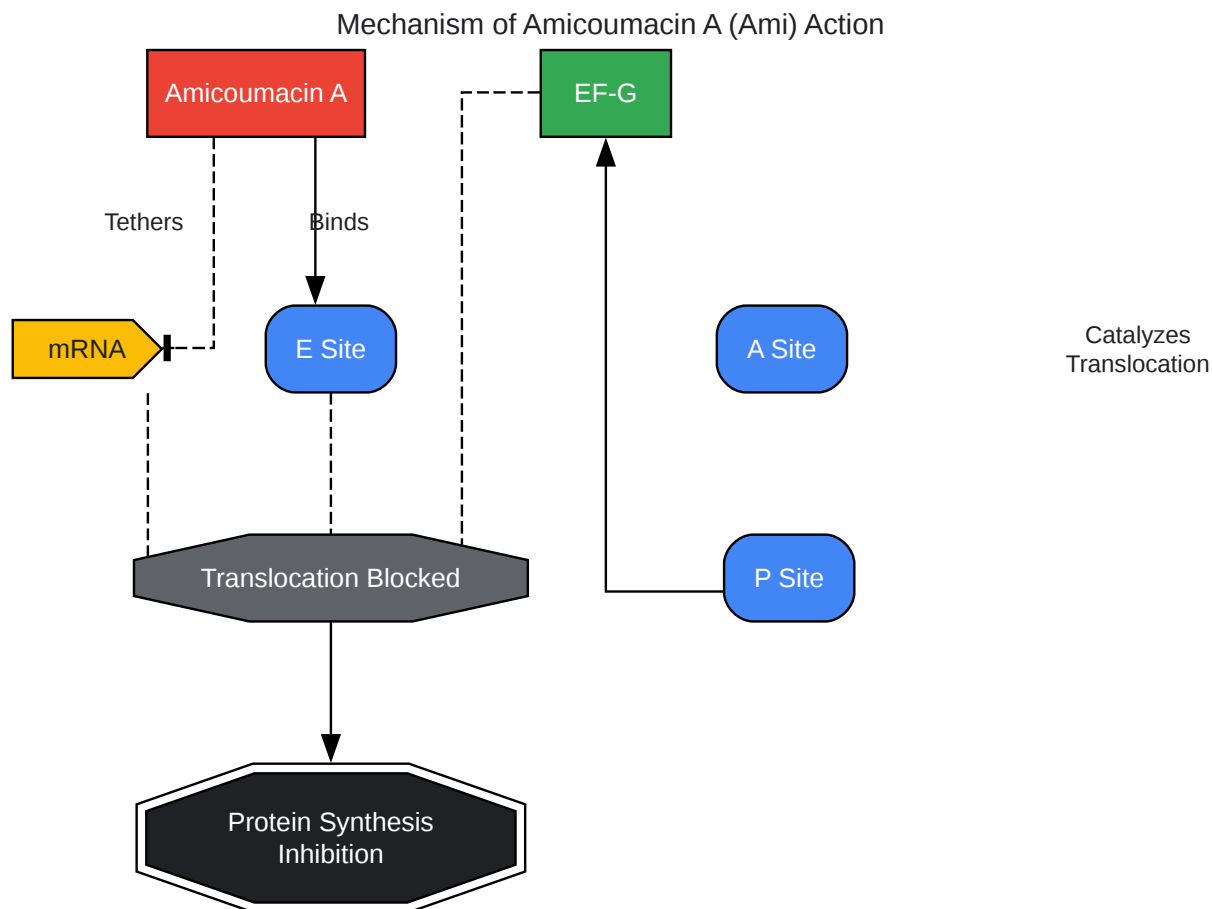 Mechanism of Amicoumacin A (Ami) Action
Amicoumacin A
EF-G
Tethers
Binds
mRNA
E Site
A Site
Catalyzes
Translocation
Translocation Blocked
P Site
Protein Synthesis
Inhibition